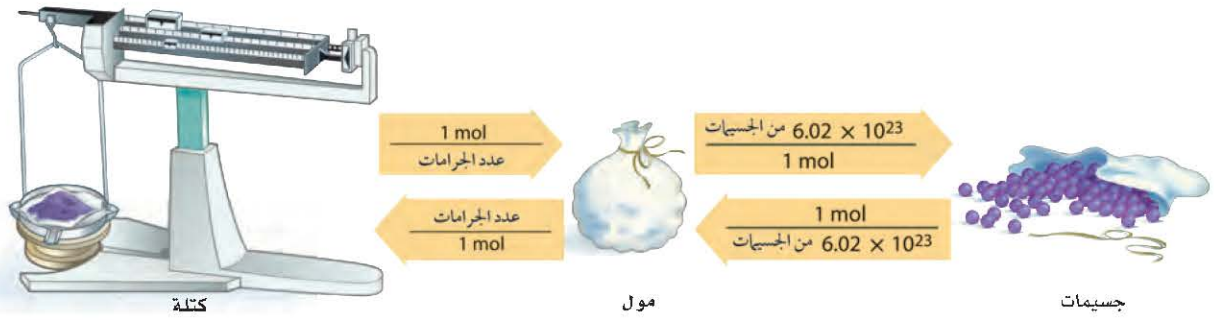 1 mol
عدد الجرامات
6.02 × 10²³ من الجسيمات
1 mol
عدد الجرامات
1 mol
1 mol
6.02 × 10²³ من الجسيمات
كتلة
مول
جسيمات